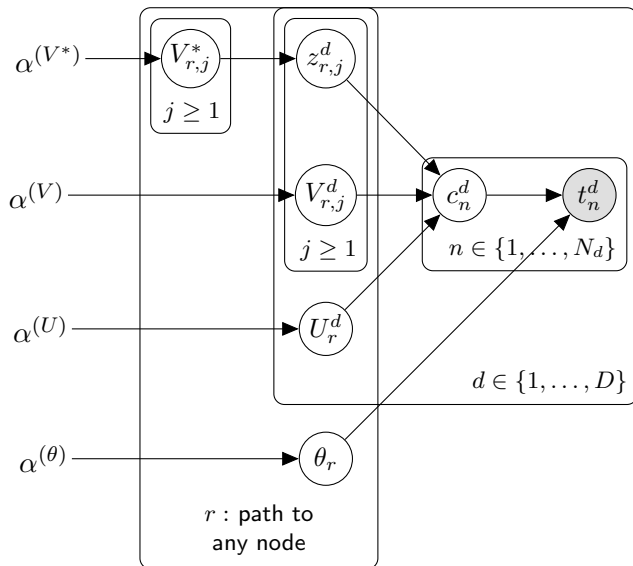 α^{(V*)} V^*_{r,j} z^d_{r,j}
j ≥ 1
α^{(V)} V^d_{r,j} c^d_n t^d_n
j ≥ 1 n ∈ {1, . . . , N_d}
α^{(U)} U^d_r
d ∈ {1, . . . , D}
α^{(θ)} θ_r
r : path to
any node